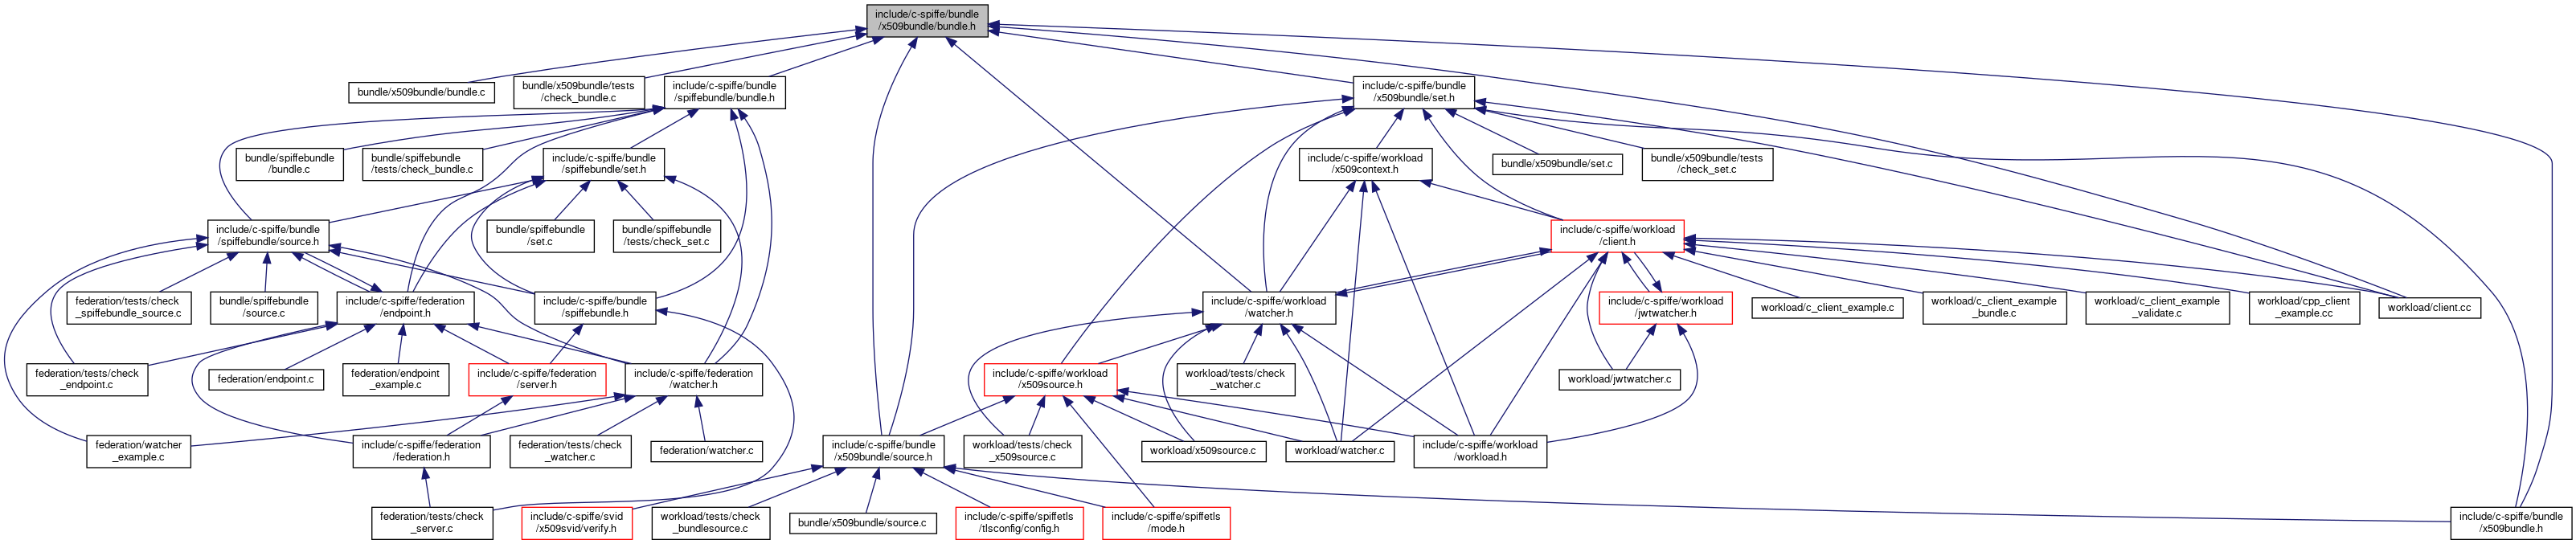 include/c-spiffe/bundle
/x509bundle/bundle.h
bundle/x509bundle/bundle.c
bundle/x509bundle/tests
/check_bundle.c
include/c-spiffe/bundle
/spiffebundle/bundle.h
include/c-spiffe/bundle
/x509bundle/set.h
bundle/spiffebundle
/bundle.c
bundle/spiffebundle
/tests/check_bundle.c
include/c-spiffe/bundle
/spiffebundle/set.h
include/c-spiffe/workload
/x509context.h
bundle/x509bundle/set.c
bundle/x509bundle/tests
/check_set.c
include/c-spiffe/bundle
/spiffebundle/source.h
bundle/spiffebundle
/set.c
bundle/spiffebundle
/tests/check_set.c
include/c-spiffe/workload
/client.h
federation/tests/check
_spiffebundle_source.c
bundle/spiffebundle
/source.c
include/c-spiffe/federation
/endpoint.h
include/c-spiffe/bundle
/spiffebundle.h
include/c-spiffe/workload
/watcher.h
include/c-spiffe/workload
/jwtwatcher.h
workload/c_client_example.c
workload/c_client_example
_bundle.c
workload/c_client_example
_validate.c
workload/cpp_client
_example.cc
workload/client.cc
federation/tests/check
_endpoint.c
federation/endpoint.c
federation/endpoint
_example.c
include/c-spiffe/federation
/server.h
include/c-spiffe/federation
/watcher.h
include/c-spiffe/workload
/x509source.h
workload/tests/check
_watcher.c
workload/jwtwatcher.c
federation/watcher
_example.c
include/c-spiffe/federation
/federation.h
federation/tests/check
_watcher.c
federation/watcher.c
include/c-spiffe/bundle
/x509bundle/source.h
workload/tests/check
_x509source.c
workload/x509source.c
workload/watcher.c
include/c-spiffe/workload
/workload.h
federation/tests/check
_server.c
include/c-spiffe/svid
/x509svid/verify.h
workload/tests/check
_bundlesource.c
bundle/x509bundle/source.c
include/c-spiffe/spiffetls
/tlsconfig/config.h
include/c-spiffe/spiffetls
/mode.h
include/c-spiffe/bundle
/x509bundle.h